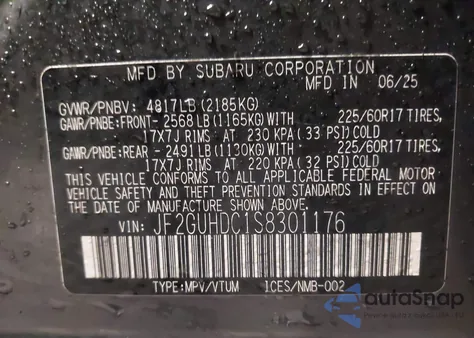 MFD BY SUBARU CORPORATION
MFD IN 06/25
GVWR/PNBV: 4817LB (2185KG)
GAWR/PNBE: FRONT- 2568 LB (1165KG) WITH 225/60R17 TIRES,
17X7J RIMS AT 230 KPA (33 PSI) COLD
GAWR/PNBE: REAR - 2491 LB (1130KG) WITH 225/60R17 TIRES,
17X7J RIMS AT 220 KPA (32 PSI) COLD
THIS VEHICLE CONFORMS TO ALL APPLICABLE FEDERAL MOTOR
VEHICLE SAFETY AND THEFT PREVENTION STANDARDS IN EFFECT ON
THE DATE OF MANUFACTURE SHOWN ABOVE.
VIN: JF2GUHDC1S8301176
TYPE: MPV/VTUM ICES/NMB-002
autoSnap